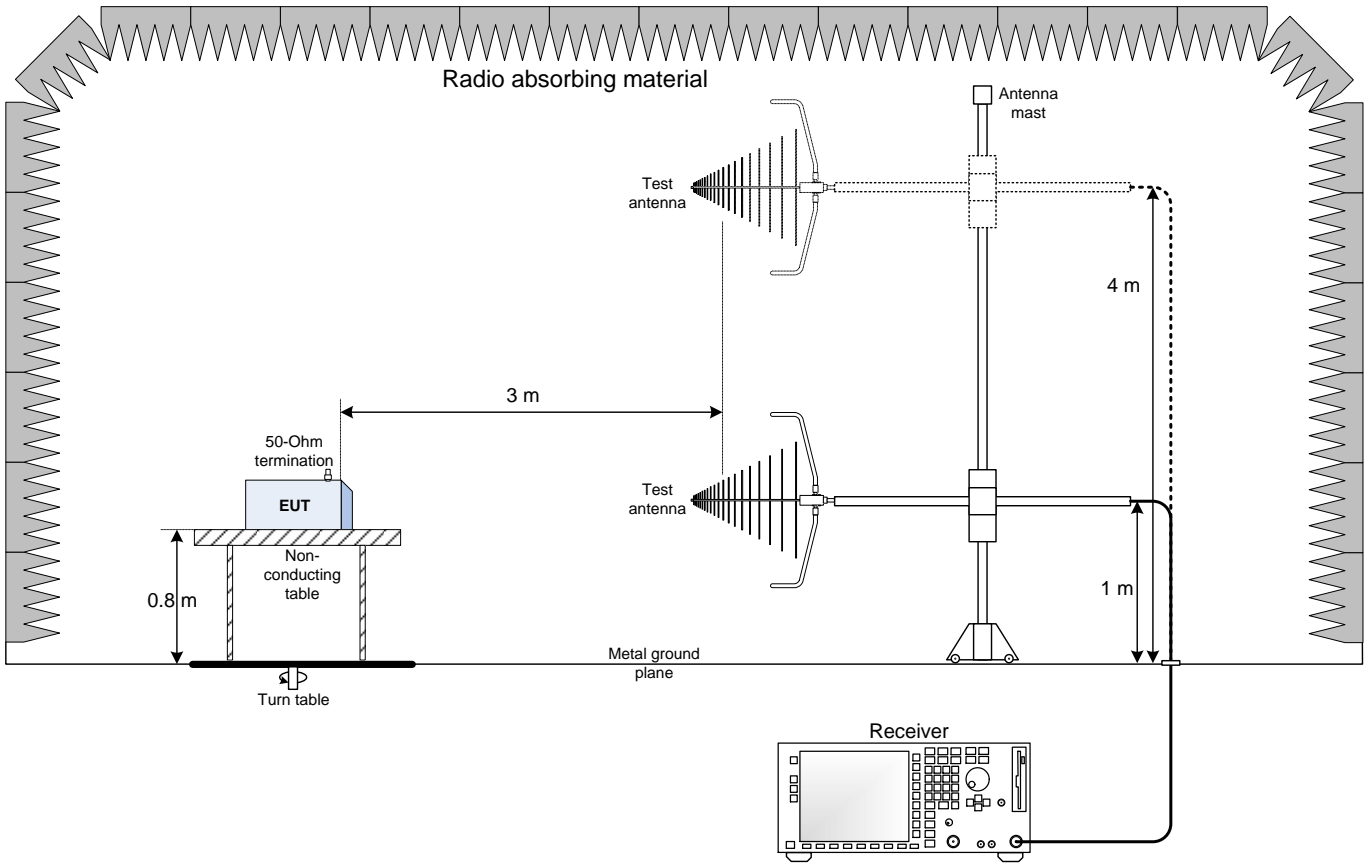 Radio absorbing material
Antenna
mast
Test
antenna
4 m
3 m
50-Ohm
termination
EUT
Test
antenna
Non-
conducting
table
0.8 m
1 m
Metal ground
plane
Turn table
Receiver